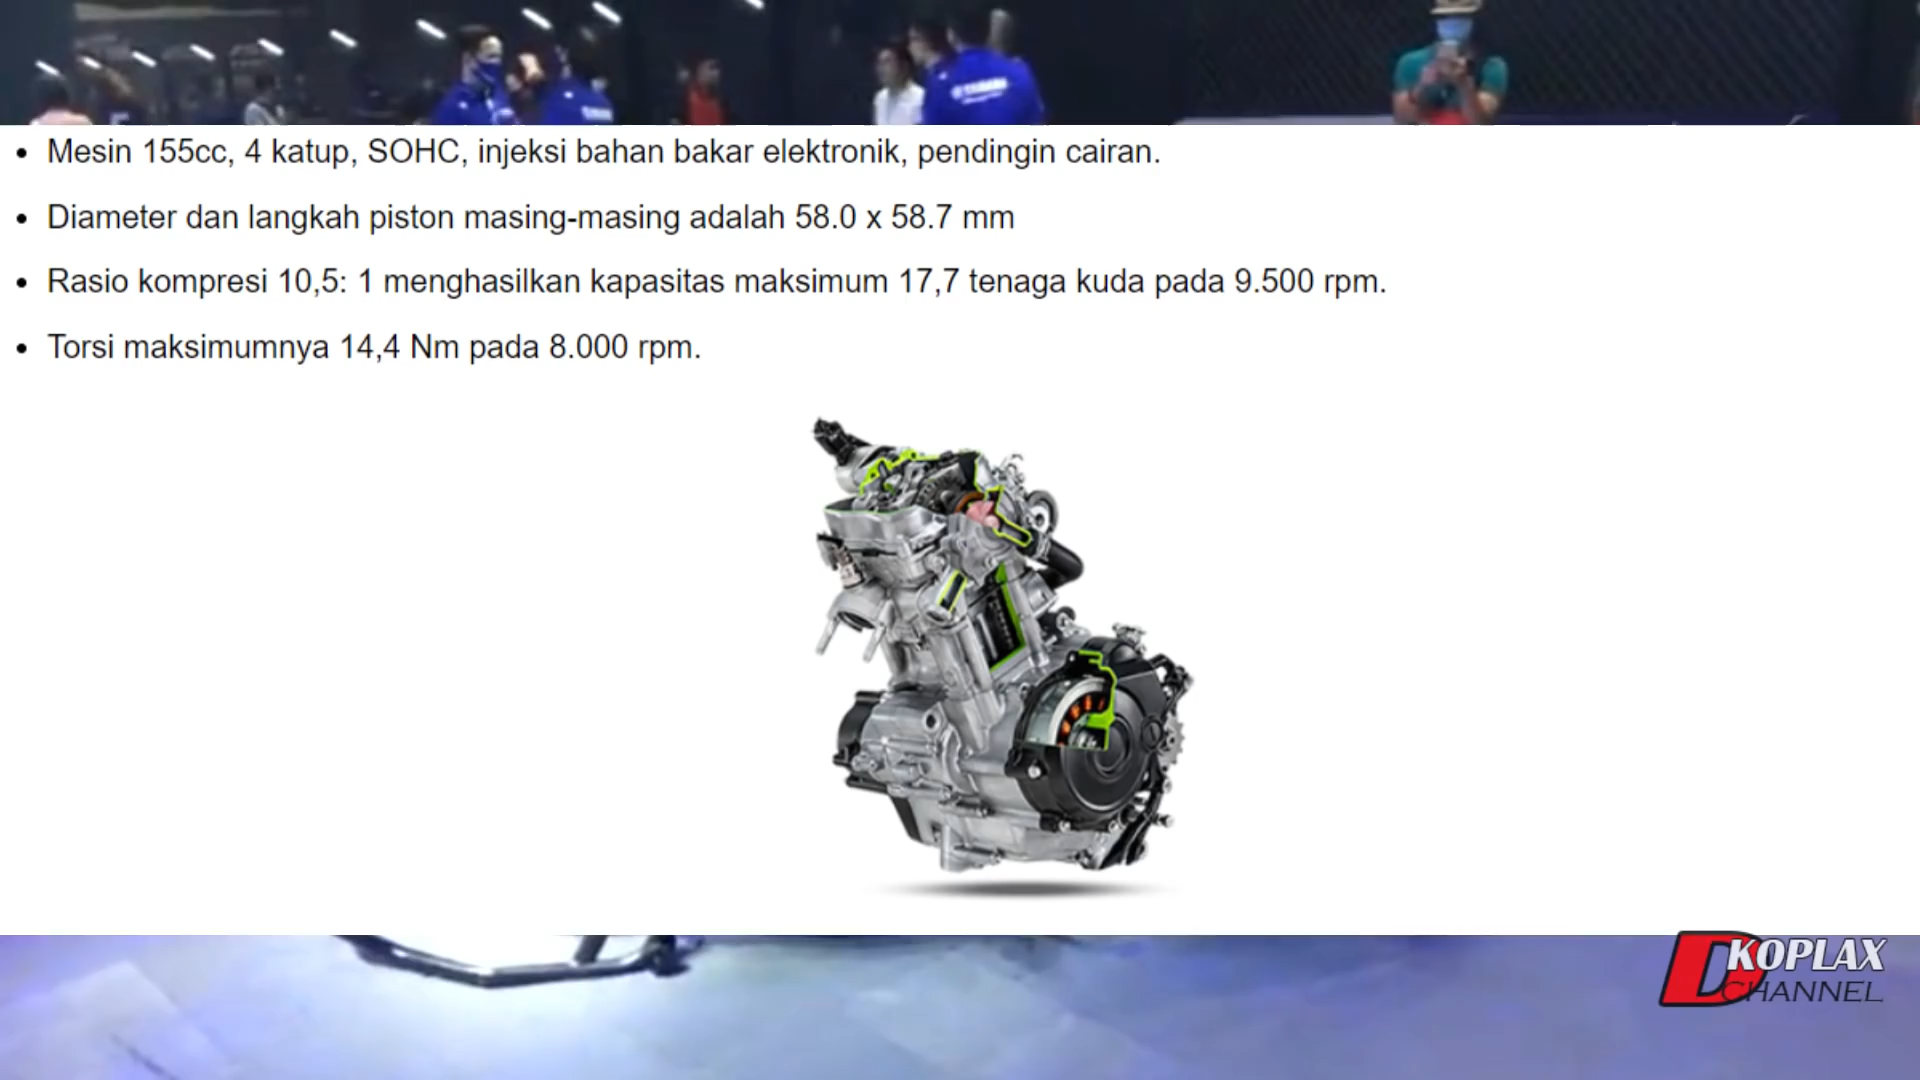 YAMAHA
Mesin 155cc, 4 katup, SOHC, injeksi bahan bakar elektronik, pendingin cairan.
Diameter dan langkah piston masing-masing adalah 58.0 x 58.7 mm
Rasio kompresi 10,5: 1 menghasilkan kapasitas maksimum 17,7 tenaga kuda pada 9.500 rpm.
Torsi maksimumnya 14,4 Nm pada 8.000 rpm.
DKOPLAX
CHANNEL